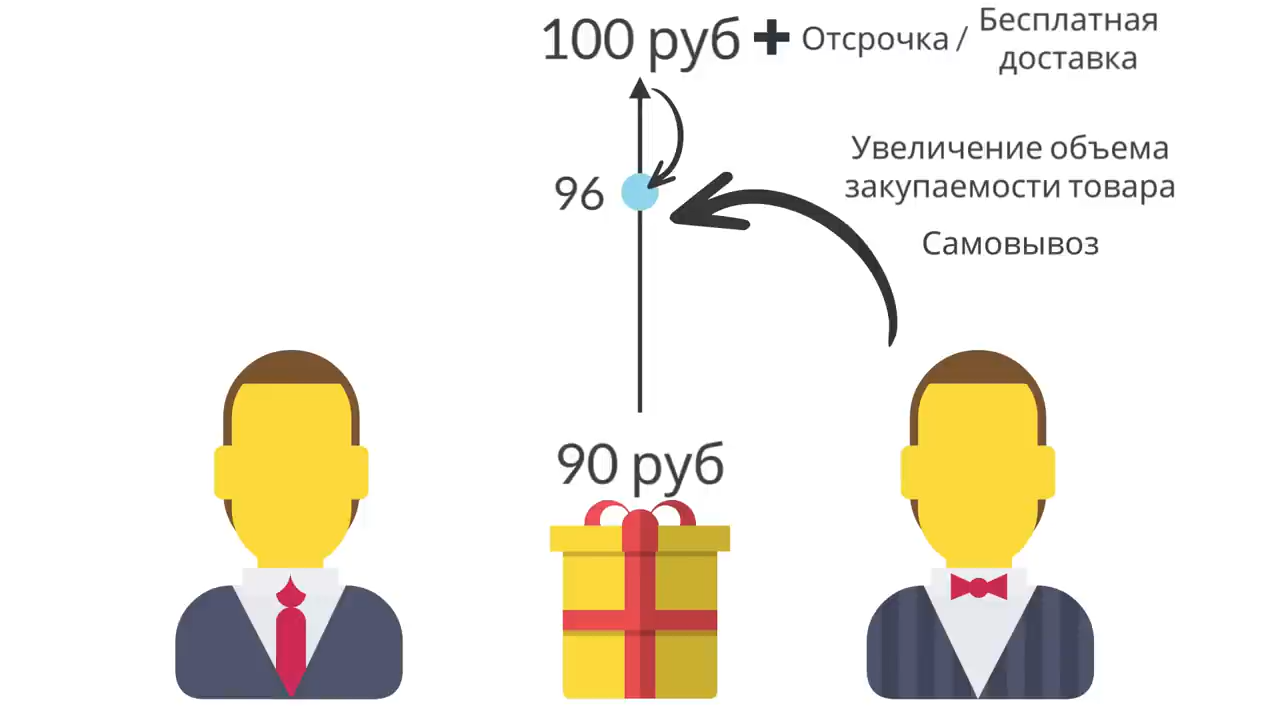 100 руб + Отсрочка / Бесплатная
доставка
96
Увеличение объема
закупаемости товара
Самовывоз
90 руб